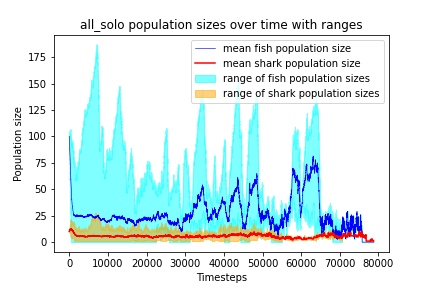 all_solo population sizes over time with ranges
mean fish population size
mean shark population size
range of fish population sizes
range of shark population sizes
Population size
175
150
125
100
75
50
25
0
0 10000 20000 30000 40000 50000 60000 70000 80000
Timesteps